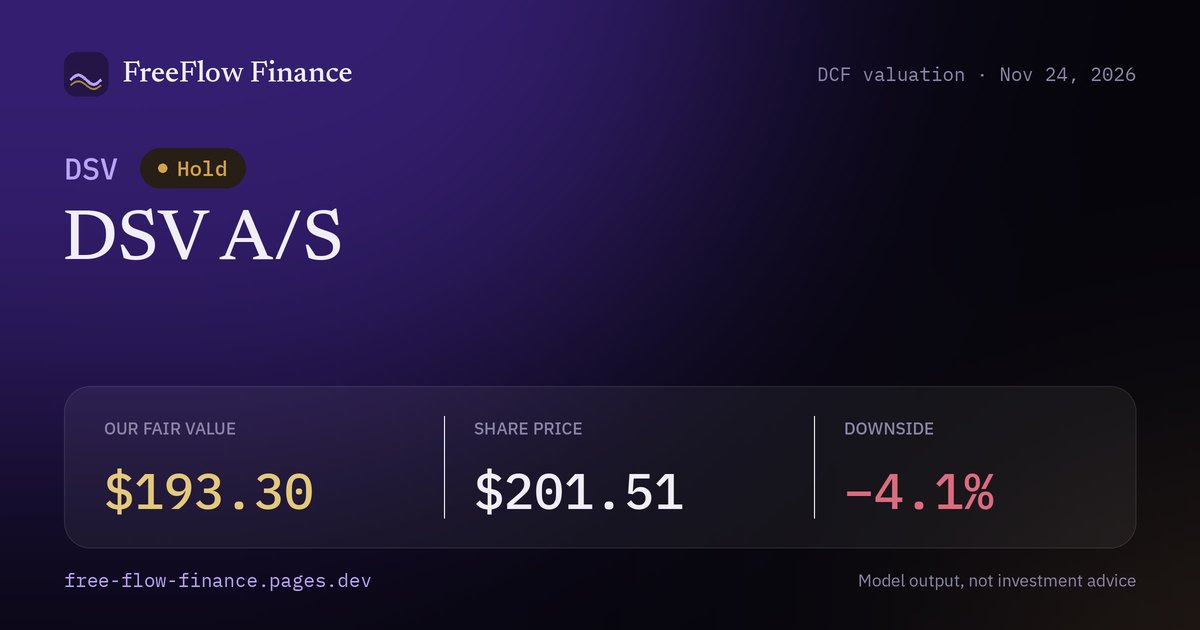 FreeFlow Finance
DCF valuation · Nov 24, 2026
DSV
Hold
DSV A/S
OUR FAIR VALUE
SHARE PRICE
DOWNSIDE
$193.30
$201.51
−4.1%
free-flow-finance.pages.dev
Model output, not investment advice